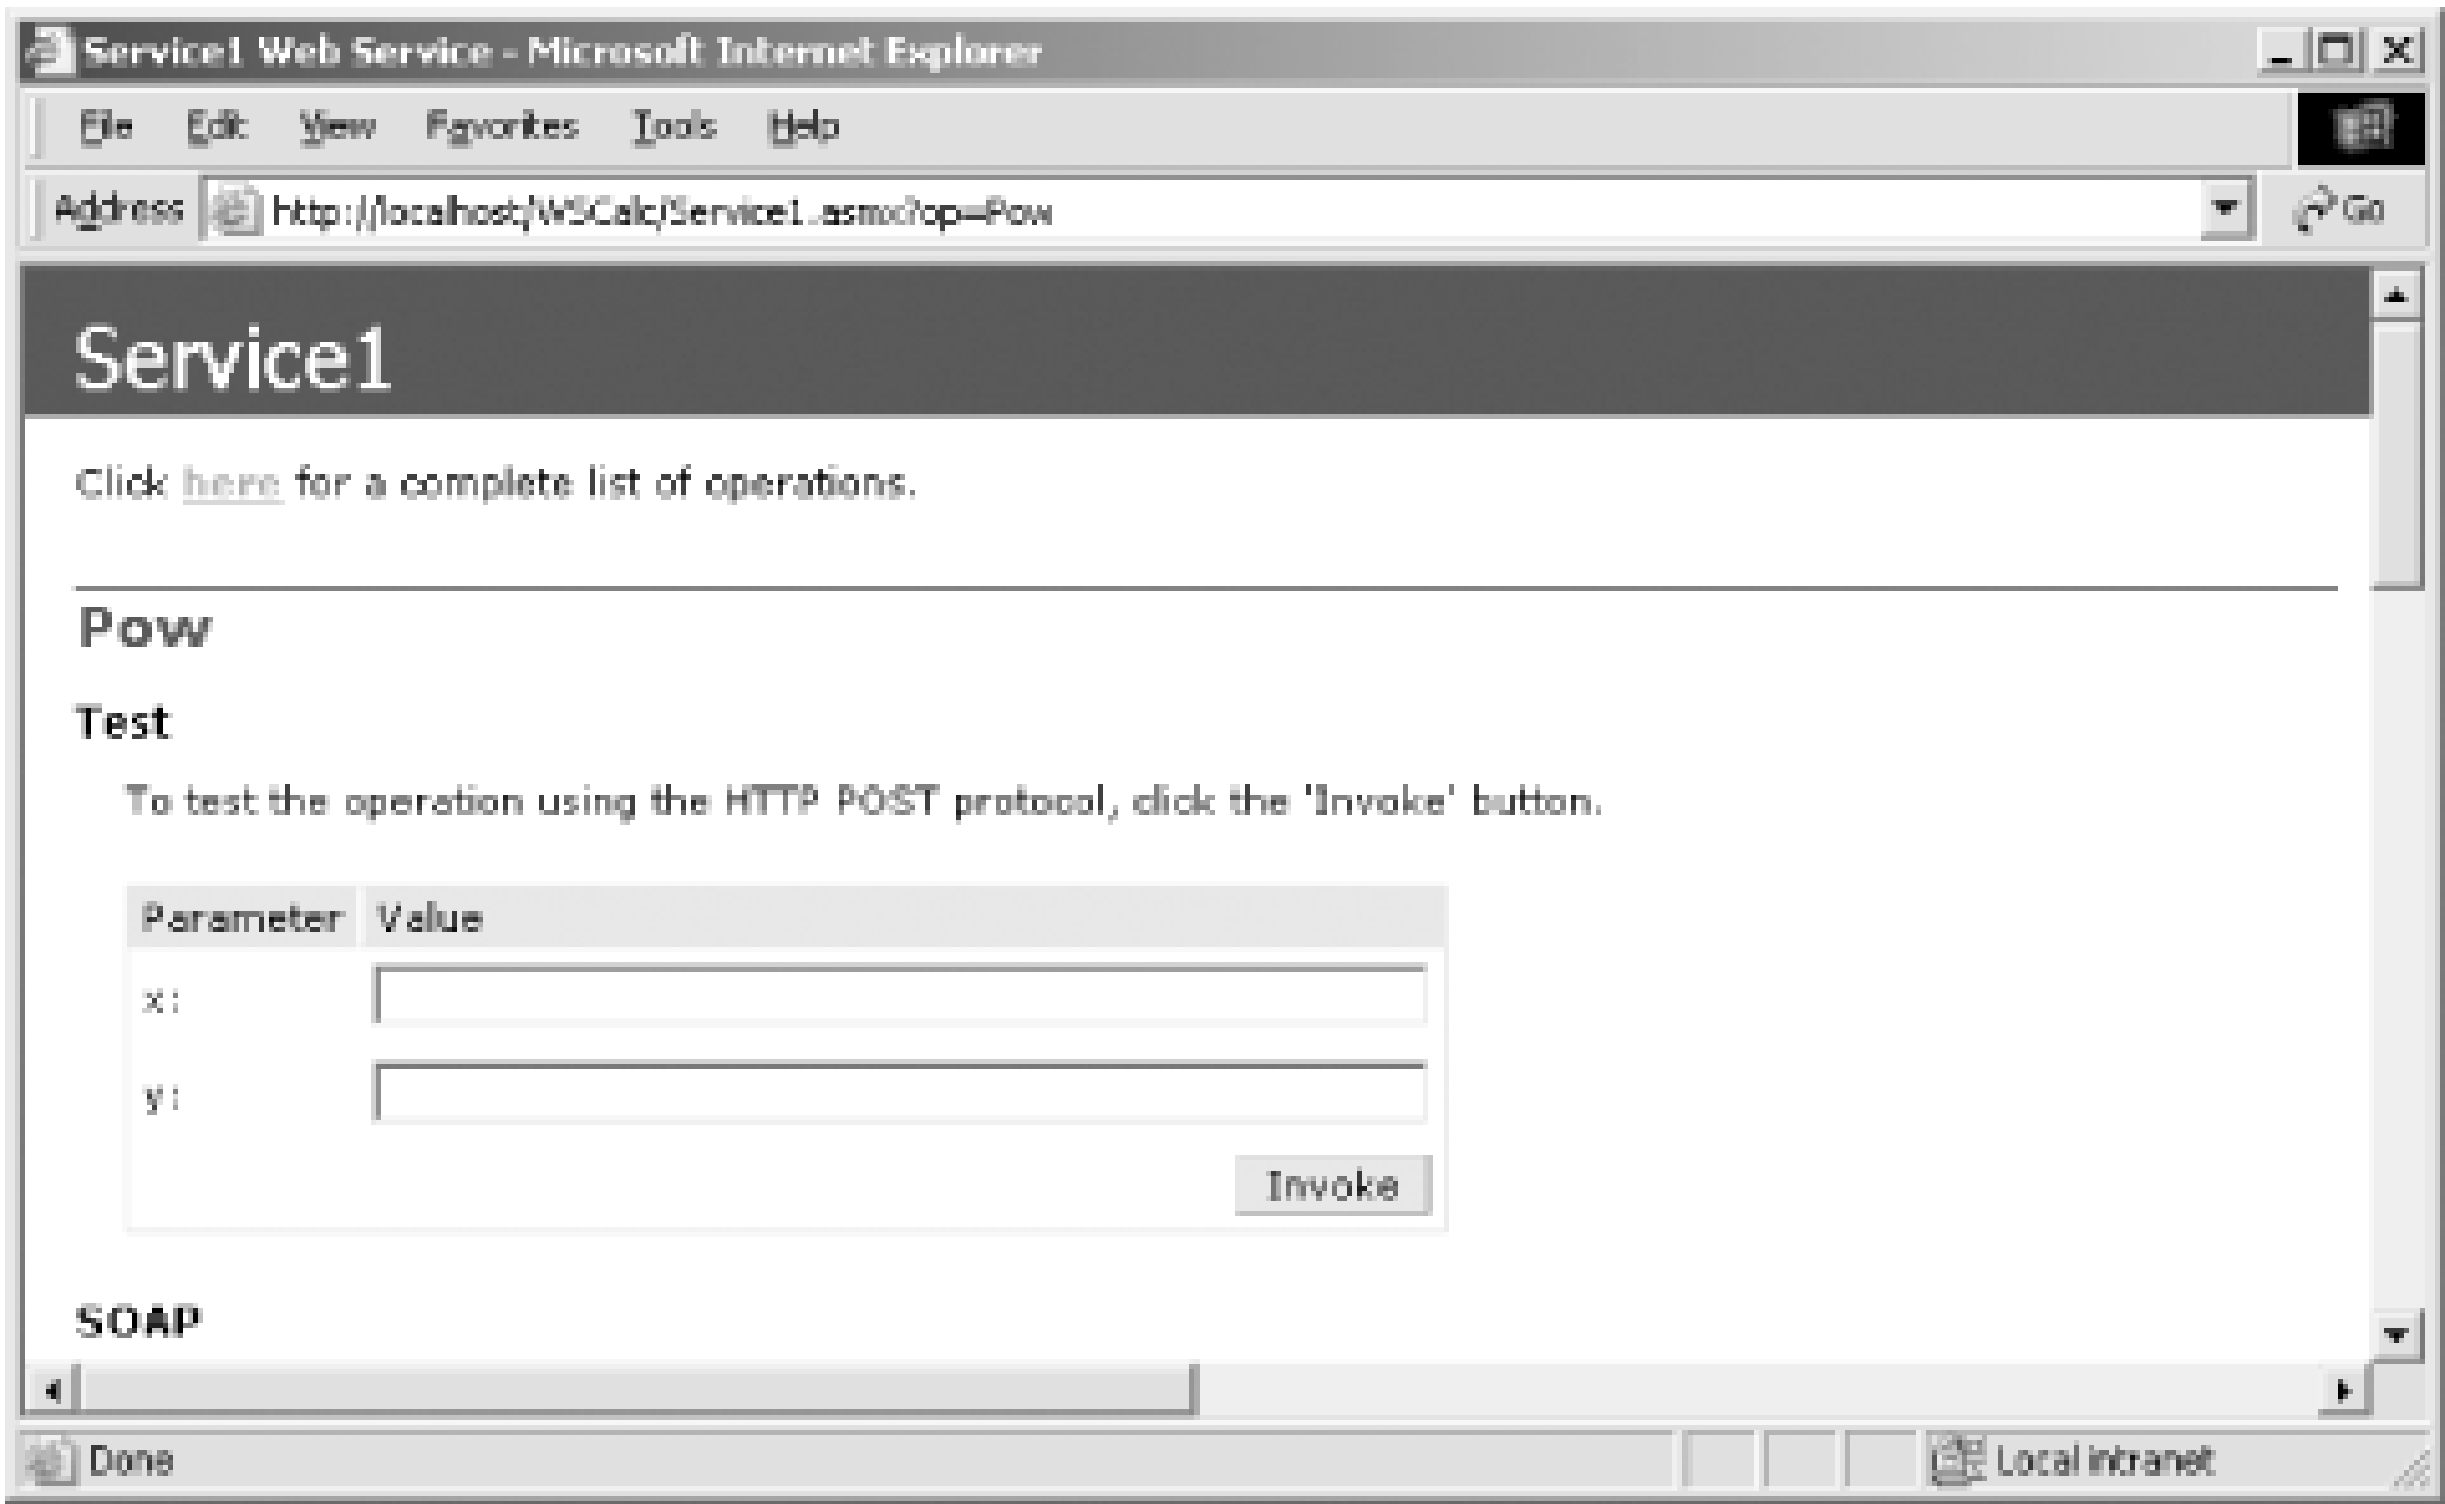 Service1 Web Service - Microsoft Internet Explorer
File Edit View Favorites Tools Help
Address http://localhost/WSCalc/Service1.asmx?op=Pow Go
Service1
Click here for a complete list of operations.
Pow
Test
To test the operation using the HTTP POST protocol, click the 'Invoke' button.
Parameter Value
x:
y:
Invoke
SOAP
Done Local intranet